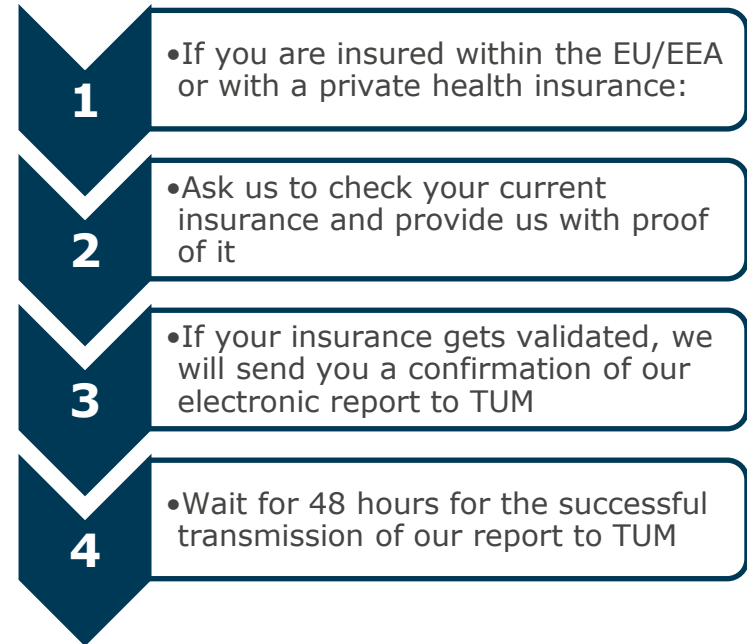 1
•If you are insured within the EU/EEA
or with a private health insurance:
2
•Ask us to check your current
insurance and provide us with proof
of it
3
•If your insurance gets validated, we
will send you a confirmation of our
electronic report to TUM
4
•Wait for 48 hours for the successful
transmission of our report to TUM